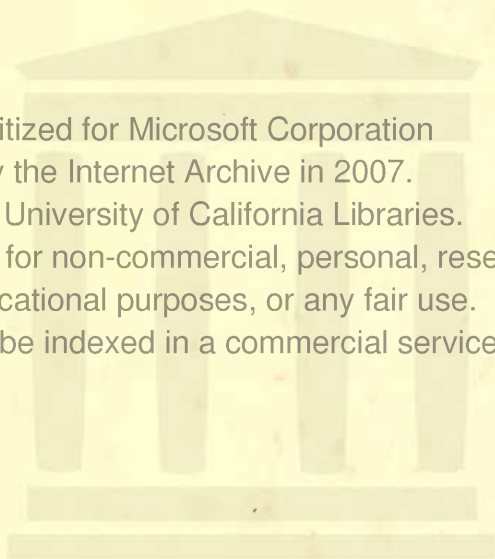 itized for Microsoft Corporation
y the Internet Archive in 2007.
University of California Libraries.
for non-commercial, personal, rese
cational purposes, or any fair use.
be indexed in a commercial service